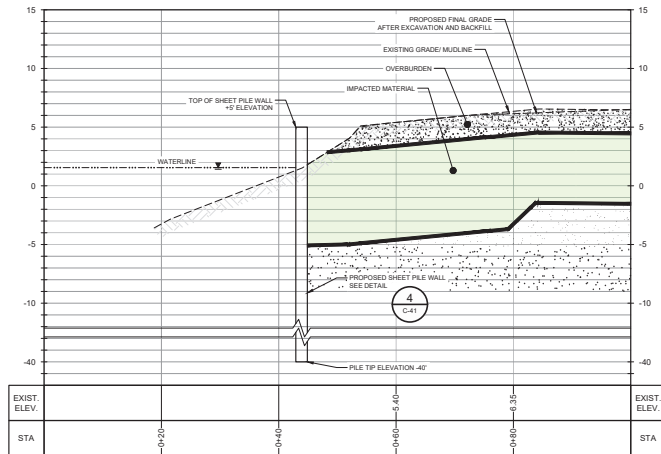 15
10
5
0
-5
-10
-40
15
10
5
0
-5
-10
-40
PROPOSED FINAL GRADE
AFTER EXCAVATION AND BACKFILL
EXISTING GRADE/ MUDLINE
OVERBURDEN
IMPACTED MATERIAL
TOP OF SHEET PILE WALL
+5' ELEVATION
WATERLINE
PROPOSED SHEET PILE WALL
SEE DETAIL
4
C-41
PILE TIP ELEVATION -40'
EXIST.
ELEV.
5.40
6.35
EXIST.
ELEV.
STA
0+20
0+40
0+60
0+80
STA